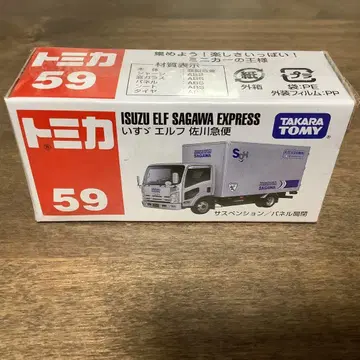 トミカ
59
集めよう!楽しさいっぱい!
ミニカーの王様
材質表示
紙
外箱
袋:PE
外装フィルム:PP
トミカ
59
ISUZU ELF SAGAWA EXPRESS
いすゞ エルフ 佐川急便
TAKARA
TOMY
SAGAWA
SGH
サスペンション/パネル開閉